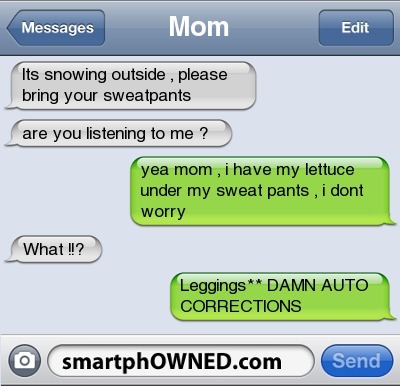 Messages
Mom
Edit
Its snowing outside , please
bring your sweatpants
are you listening to me ?
yea mom , i have my lettuce
under my sweat pants , i dont
worry
What !!?
Leggings** DAMN AUTO
CORRECTIONS
smartphOWNED.com
Send